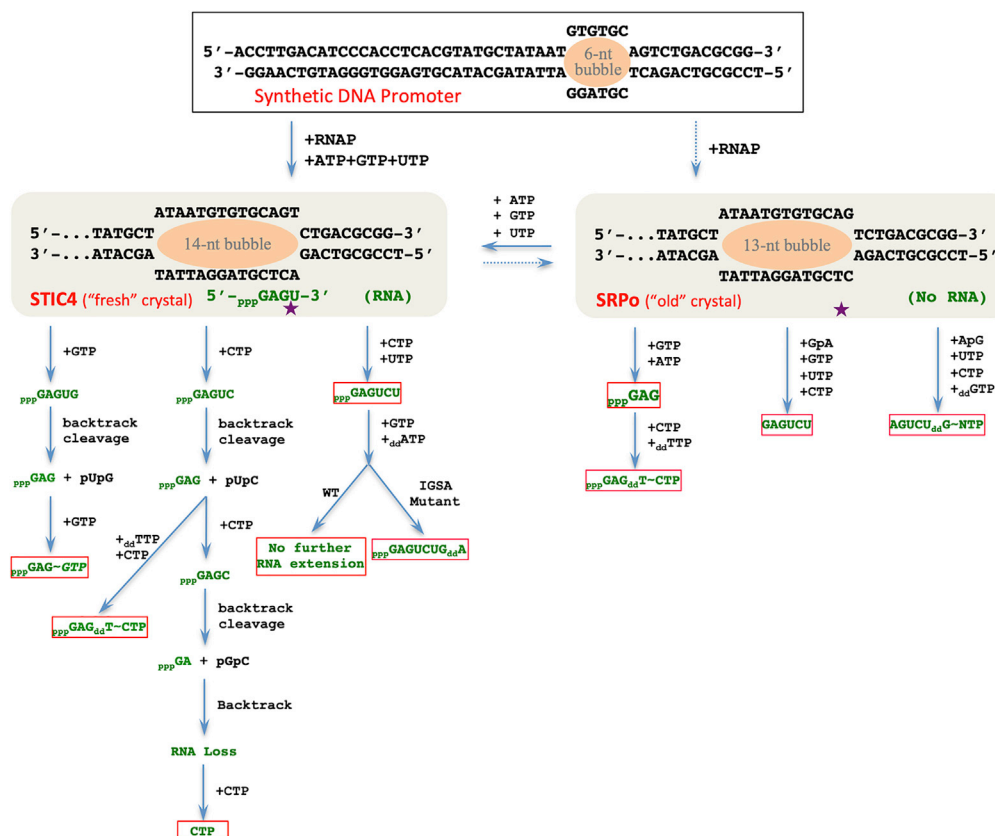 GTGTGC
5’-ACCTTGACATCCCACCTCACGTATGCTATAAT AGTCTGACGCGG-3’
6-nt
bubble
3’-GGAACTGTAGGGTGGAGTGCATACGATATTA TCAGACTGCGCCT-5’
GGATGC
Synthetic DNA Promoter
+RNAP
+ATP+GTP+UTP
+RNAP
ATAATGTGTGCAGT
5’-...TATGCT CTGACGCGG-3’
14-nt bubble
3’-...ATACGA GACTGCGCCT-5’
TATTAGGATGCTCA
STIC4 (“fresh” crystal) 5’-pppGAGU-3’ (RNA)
+ ATP
+ GTP
+ UTP
ATAATGTGTGCAG
5’-...TATGCT TCTGACGCGG-3’
13-nt bubble
3’-...ATACGA AGACTGCGCCT-5’
TATTAGGATGCTC
SRPo (“old” crystal) (No RNA)
+GTP
pppGAGUG
backtrack
cleavage
pppGAG + pUpG
+GTP
pppGAG~GTP
+CTP
pppGAGUC
backtrack
cleavage
pppGAG + pUpC
+ddTTP
+CTP
pppGAGddT~CTP
+CTP
pppGAGC
backtrack
cleavage
pppGA + pGpC
Backtrack
RNA Loss
+CTP
CTP
+CTP
+UTP
pppGAGUCU
+GTP
+ddATP
WT
IGSA
Mutant
No further
RNA extension
pppGAGUCUGddA
+GTP
+ATP
pppGAG
+CTP
+ddTTP
pppGAGddT~CTP
+GpA
+GTP
+UTP
+CTP
GAGUCU
+ApG
+UTP
+CTP
+ddGTP
AGUCUddG~NTP